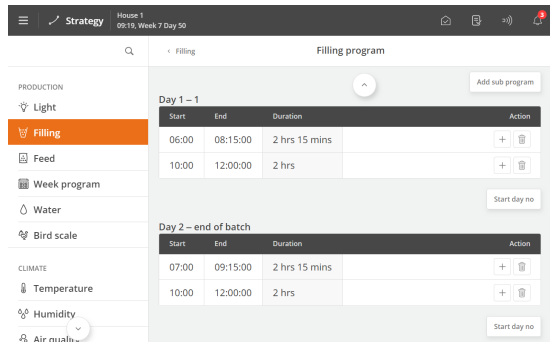 Strategy
House 1
09:19, Week 7 Day 50
3
Filling
Filling program
PRODUCTION
Light
Filling
Feed
Week program
Water
Bird scale
CLIMATE
Temperature
Humidity
Air quality
Add sub program
Day 1 – 1
Start End Duration Action
06:00 08:15:00 2 hrs 15 mins
10:00 12:00:00 2 hrs
Start day no
Day 2 – end of batch
Start End Duration Action
07:00 09:15:00 2 hrs 15 mins
10:00 12:00:00 2 hrs
Start day no